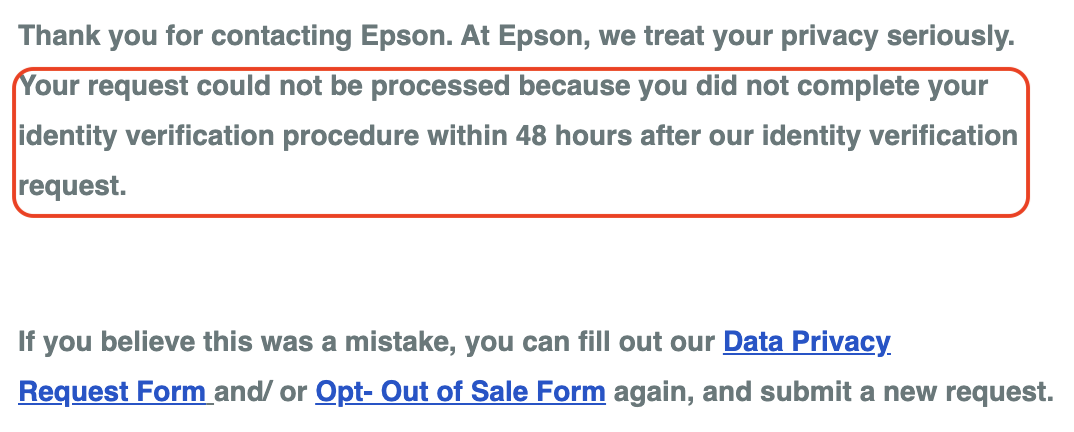 Thank you for contacting Epson. At Epson, we treat your privacy seriously.
Your request could not be processed because you did not complete your
identity verification procedure within 48 hours after our identity verification
request.
If you believe this was a mistake, you can fill out our Data Privacy
Request Form and/ or Opt- Out of Sale Form again, and submit a new request.